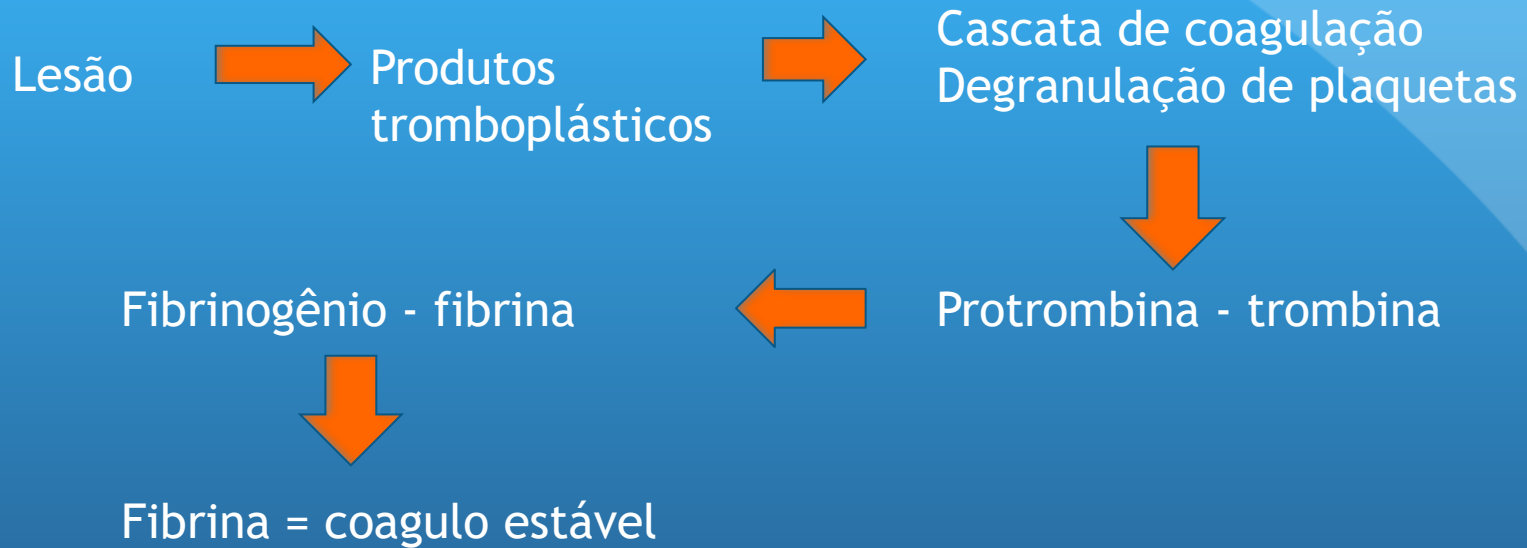 Lesão
Produtos
tromboplásticos
Cascata de coagulação
Degranulação de plaquetas
Protrombina - trombina
Fibrinogênio - fibrina
Fibrina = coagulo estável